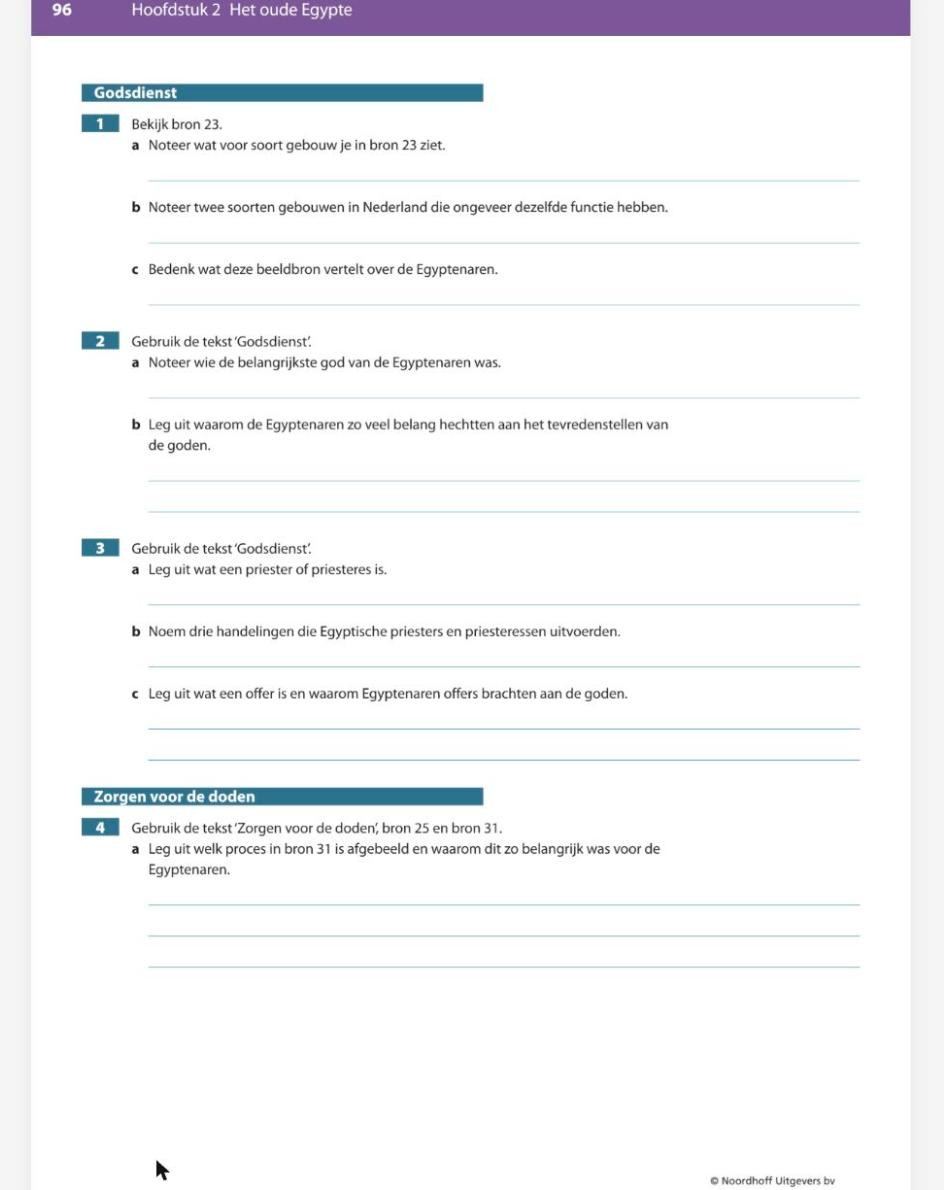 96 Hoofdstuk 2 Het oude Egypte
Godsdienst
1 Bekijk bron 23.
a Noteer wat voor soort gebouw je in bron 23 ziet.
b Noteer twee soorten gebouwen in Nederland die ongeveer dezelfde functie hebben.
c Bedenk wat deze beeldbron vertelt over de Egyptenaren.
2 Gebruik de tekst ‘Godsdienst’.
a Noteer wie de belangrijkste god van de Egyptenaren was.
b Leg uit waarom de Egyptenaren zo veel belang hechtten aan het tevredenstellen van
de goden.
3 Gebruik de tekst ‘Godsdienst’.
a Leg uit wat een priester of priesteres is.
b Noem drie handelingen die Egyptische priesters en priesteressen uitvoerden.
c Leg uit wat een offer is en waarom Egyptenaren offers brachten aan de goden.
Zorgen voor de doden
4 Gebruik de tekst ‘Zorgen voor de doden’, bron 25 en bron 31.
a Leg uit welk proces in bron 31 is afgebeeld en waarom dit zo belangrijk was voor de
Egyptenaren.
© Noordhoff Uitgevers bv